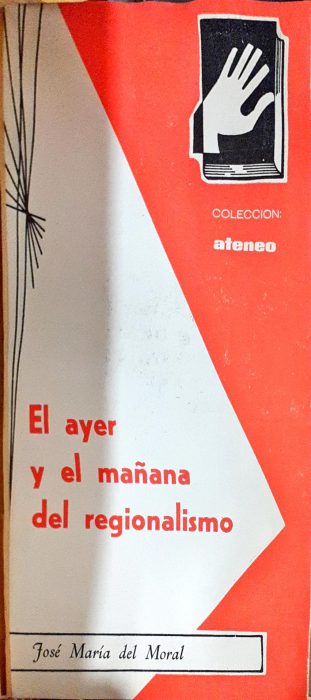 COLECCION:
ateneo
El ayer
y el mañana
del regionalismo
José María del Moral